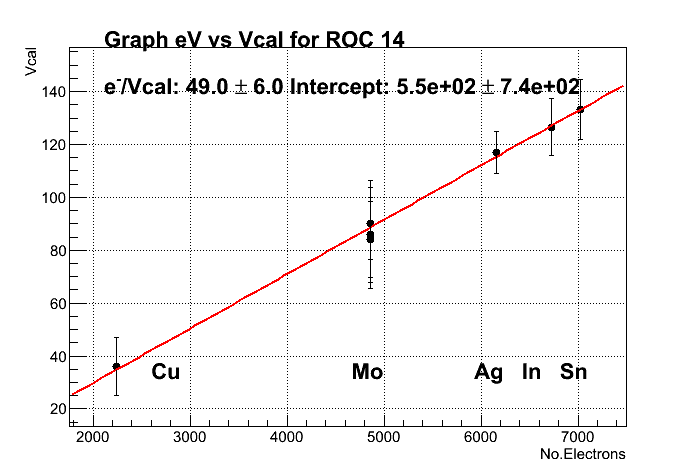 Graph eV vs Vcal for ROC 14
Vcal
e-/Vcal: 49.0 ± 6.0 Intercept: 5.5e+02 ± 7.4e+02
140
120
100
80
60
40
20
Cu Mo Ag In Sn
2000 3000 4000 5000 6000 7000
No.Electrons